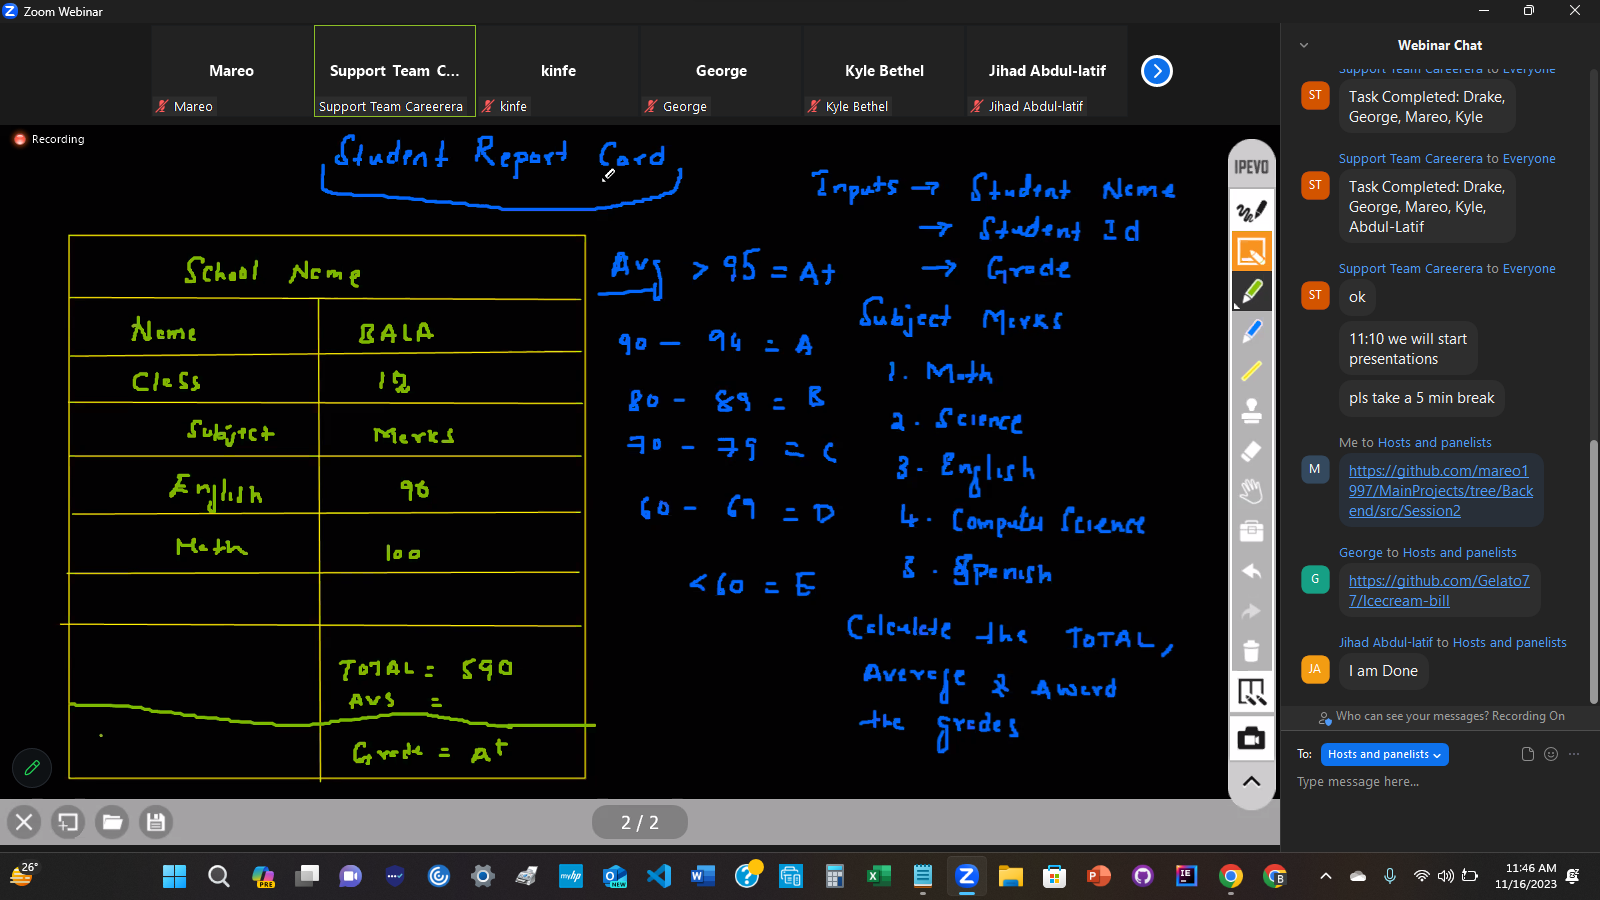 Zoom Webinar
Mareo
Support Team C...
kinfe
George
Kyle Bethel
Jihad Abdul-latif
Mareo
Support Team Careerera
kinfe
George
Kyle Bethel
Jihad Abdul-latif
Recording
Student Report Card
School Name
Name BALA
Class 12
Subject Marks
English 98
Math 100
TOTAL = 590
AVG =
Grade = A+
Avg > 95 = A+
90 - 94 = A
80 - 89 = B
70 - 79 = C
60 - 69 = D
< 60 = E
Inputs → Student Name
→ Student Id
→ Grade
Subject Marks
1. Math
2. Science
3. English
4. Computer Science
5. Spanish
Calculate the TOTAL,
Average & Award
the grades
IPEVO
2 / 2
Webinar Chat
Support Team Careerera to Everyone
ST
Task Completed: Drake,
George, Mareo, Kyle
Support Team Careerera to Everyone
ST
Task Completed: Drake,
George, Mareo, Kyle,
Abdul-Latif
Support Team Careerera to Everyone
ST
ok
11:10 we will start
presentations
pls take a 5 min break
Me to Hosts and panelists
M
https://github.com/mareo1
997/MainProjects/tree/Back
end/src/Session2
George to Hosts and panelists
G
https://github.com/Gelato7
7/Icecream-bill
Jihad Abdul-latif to Hosts and panelists
JA
I am Done
Who can see your messages? Recording On
To: Hosts and panelists
Type message here...
26°
PRE
myhp
NEW
11:46 AM
11/16/2023